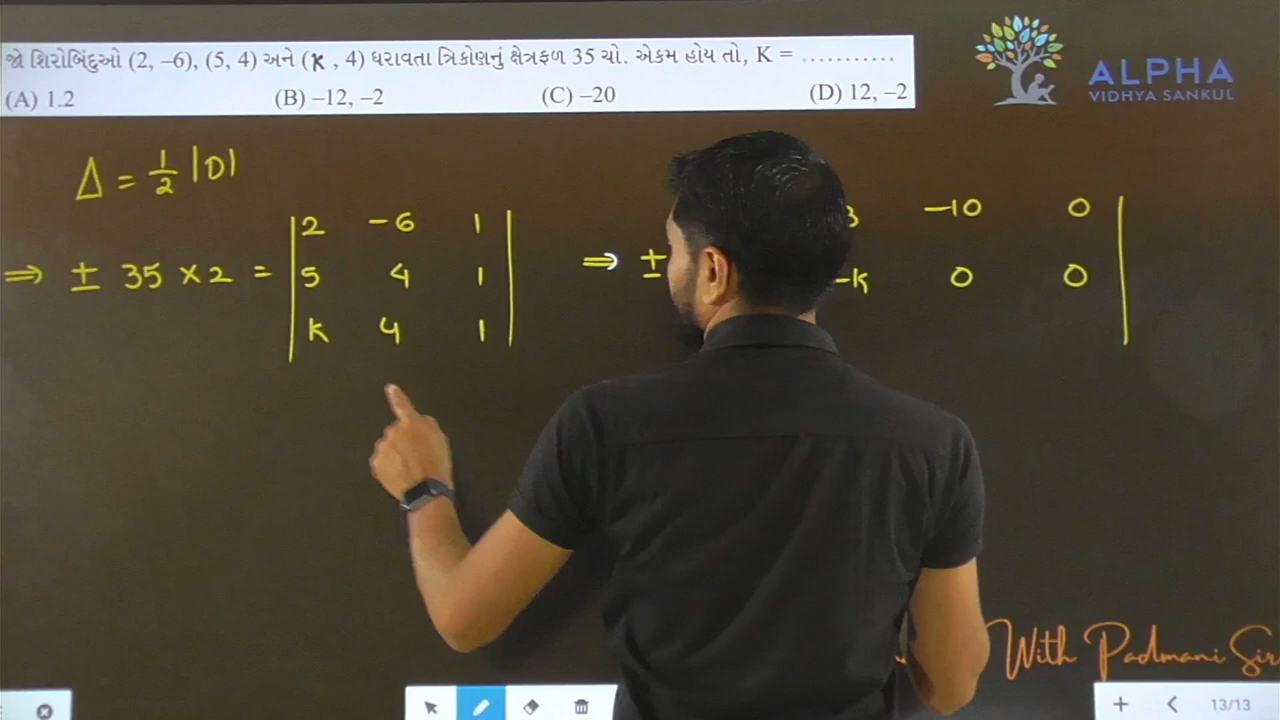 જો શિરોબિંદુઓ (2, –6), (5, 4) અને (K , 4) ધરાવતા ત્રિકોણનું ક્ષેત્રફળ 35 ચો. એકમ હોય તો, K = ............
(A) 1.2 (B) –12, –2 (C) –20 (D) 12, –2
ALPHA
VIDHYA SANKUL
Δ = 1/2 |D|
2 -6 1
⇒ ± 35 × 2 = 5 4 1
K 4 1
-10 0
⇒ ± -K 0 0
With Padmani Sir
13/13